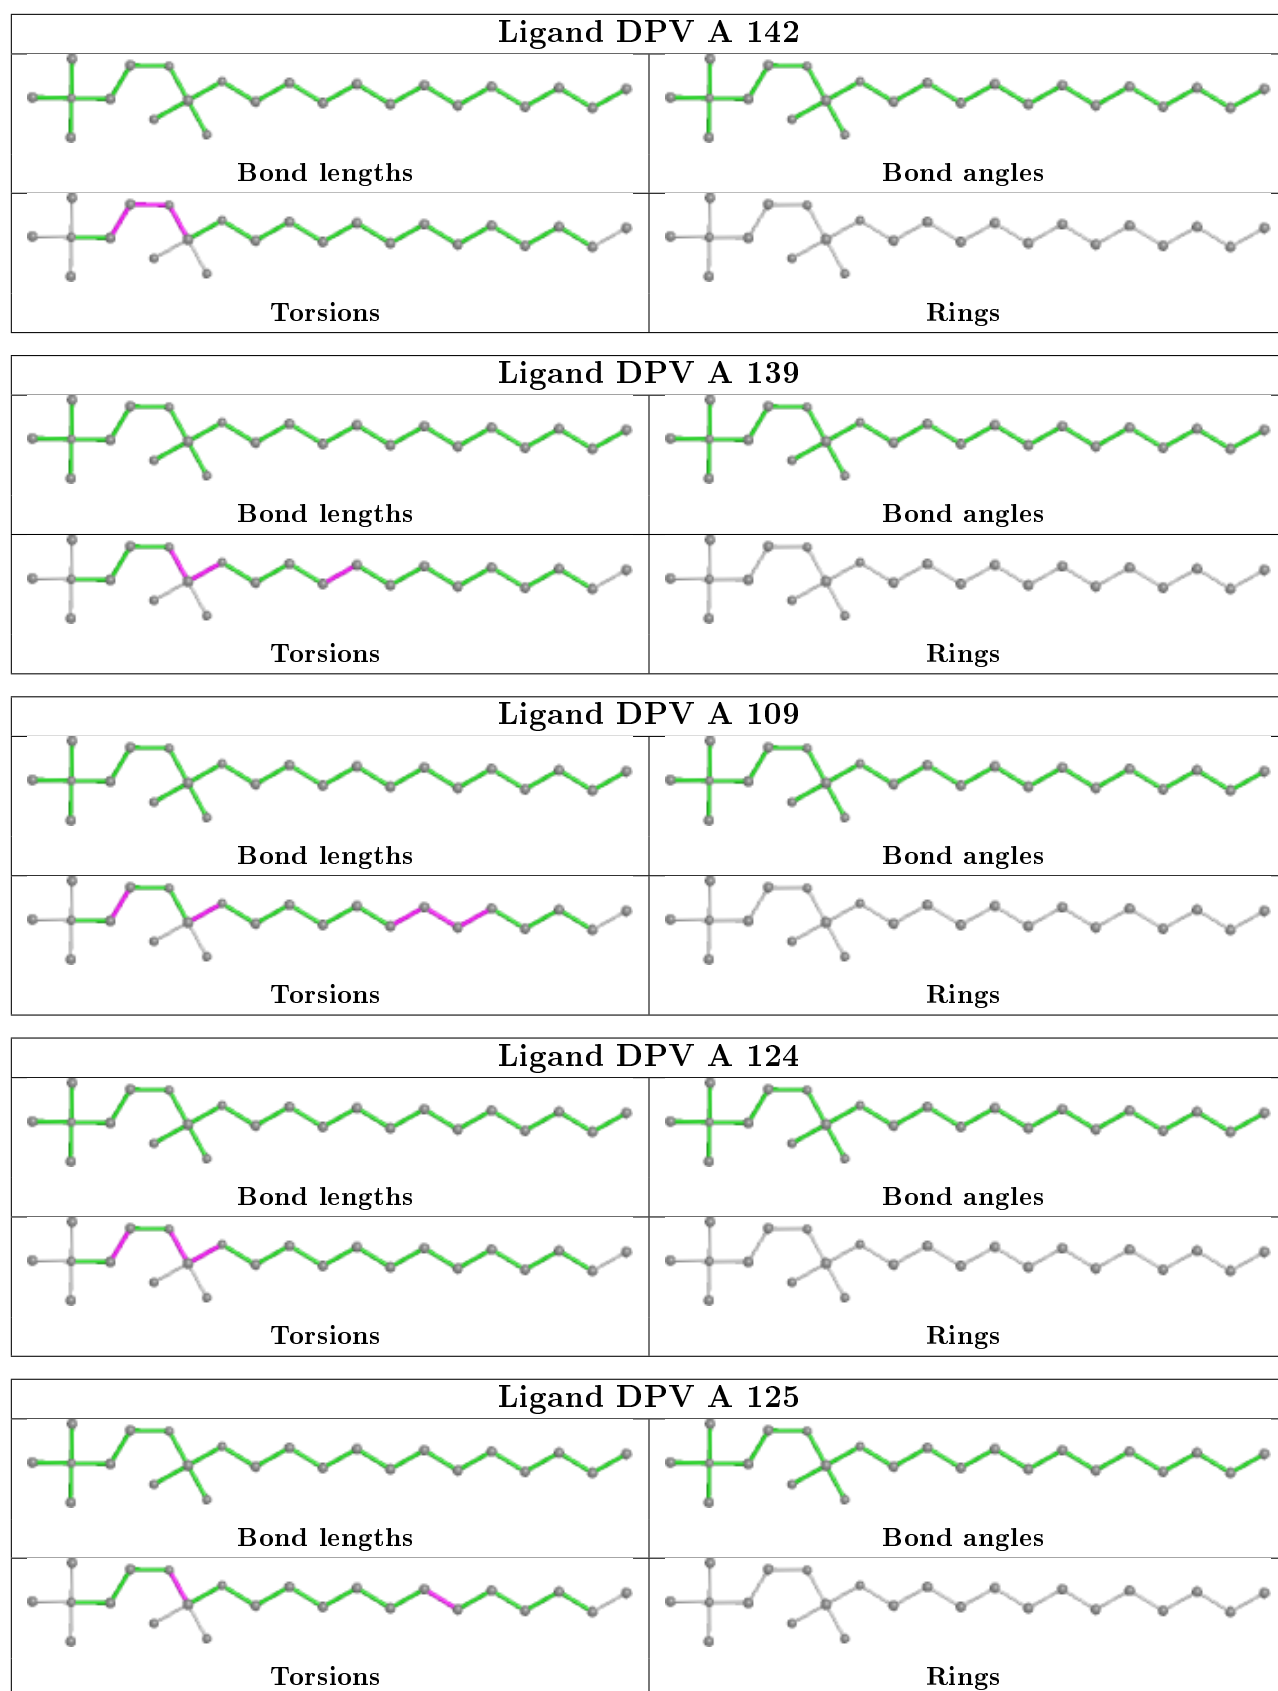 Ligand DPV A 142
Bond lengths
Bond angles
Torsions
Rings
Ligand DPV A 139
Bond lengths
Bond angles
Torsions
Rings
Ligand DPV A 109
Bond lengths
Bond angles
Torsions
Rings
Ligand DPV A 124
Bond lengths
Bond angles
Torsions
Rings
Ligand DPV A 125
Bond lengths
Bond angles
Torsions
Rings